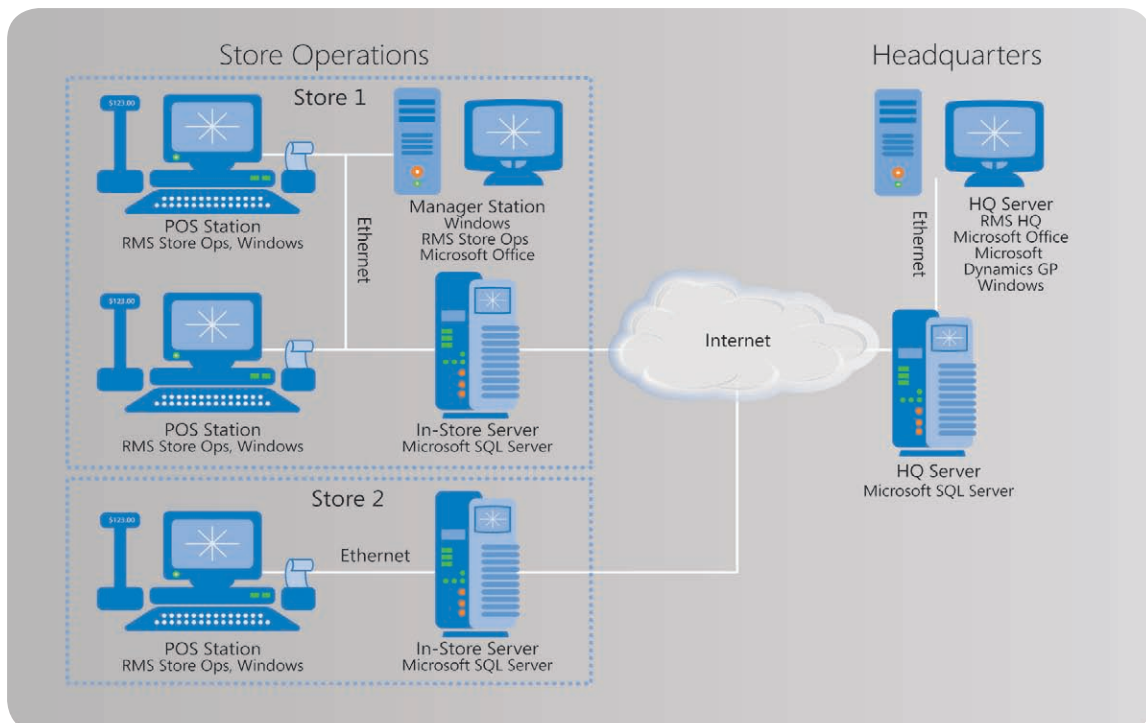 Store Operations
Headquarters
Store 1
$123.00
POS Station
RMS Store Ops, Windows
Ethernet
Manager Station
Windows
RMS Store Ops
Microsoft Office
$123.00
POS Station
RMS Store Ops, Windows
In-Store Server
Microsoft SQL Server
Store 2
$123.00
POS Station
RMS Store Ops, Windows
Ethernet
In-Store Server
Microsoft SQL Server
Internet
Ethernet
HQ Server
RMS HQ
Microsoft Office
Microsoft
Dynamics GP
Windows
HQ Server
Microsoft SQL Server